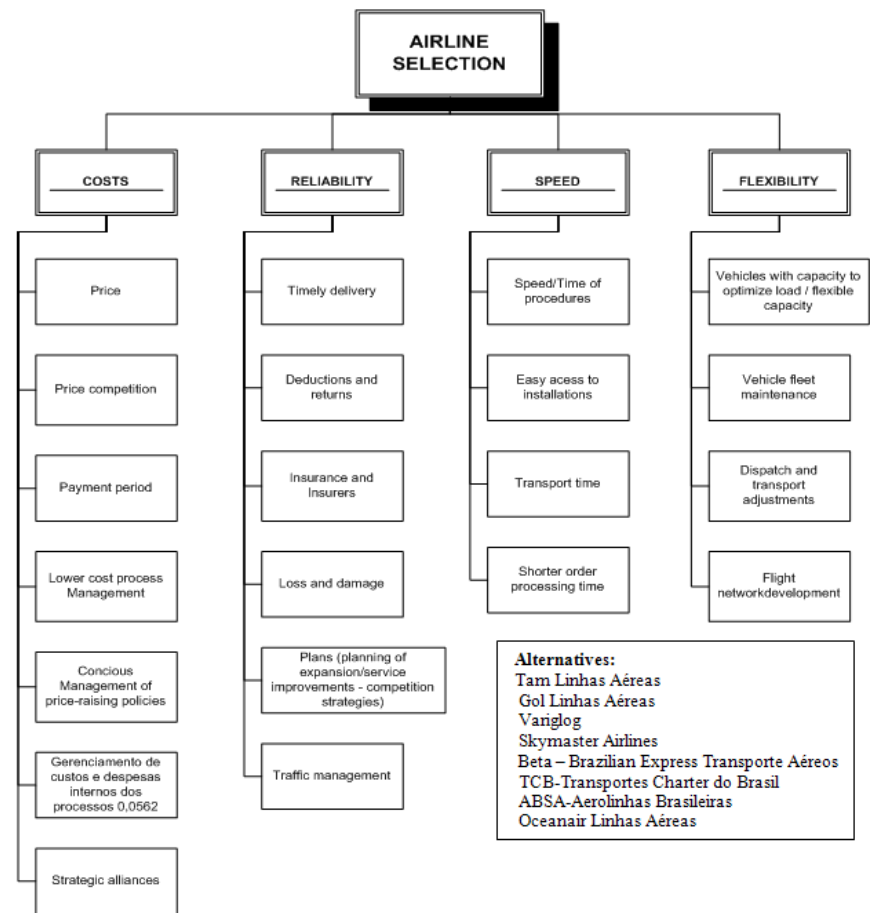 AIRLINE
SELECTION
COSTS
RELIABILITY
SPEED
FLEXIBILITY
Price
Price competition
Payment period
Lower cost process
Management
Concious
Management of
price-raising policies
Gerenciamento de
custos e despesas
internos dos
processos 0,0562
Strategic alliances
Timely delivery
Deductions and
returns
Insurance and
Insurers
Loss and damage
Plans (planning of
expansion/service
improvements - competition
strategies)
Traffic management
Speed/Time of
procedures
Easy acess to
installations
Transport time
Shorter order
processing time
Vehicles with capacity to
optimize load / flexible
capacity
Vehicle fleet
maintenance
Dispatch and
transport
adjustments
Flight
networkdevelopment
Alternatives:
Tam Linhas Aéreas
Gol Linhas Aéreas
Variglog
Skymaster Airlines
Beta – Brazilian Express Transporte Aéreos
TCB-Transportes Charter do Brasil
ABSA-Aerolinhas Brasileiras
Oceanair Linhas Aéreas